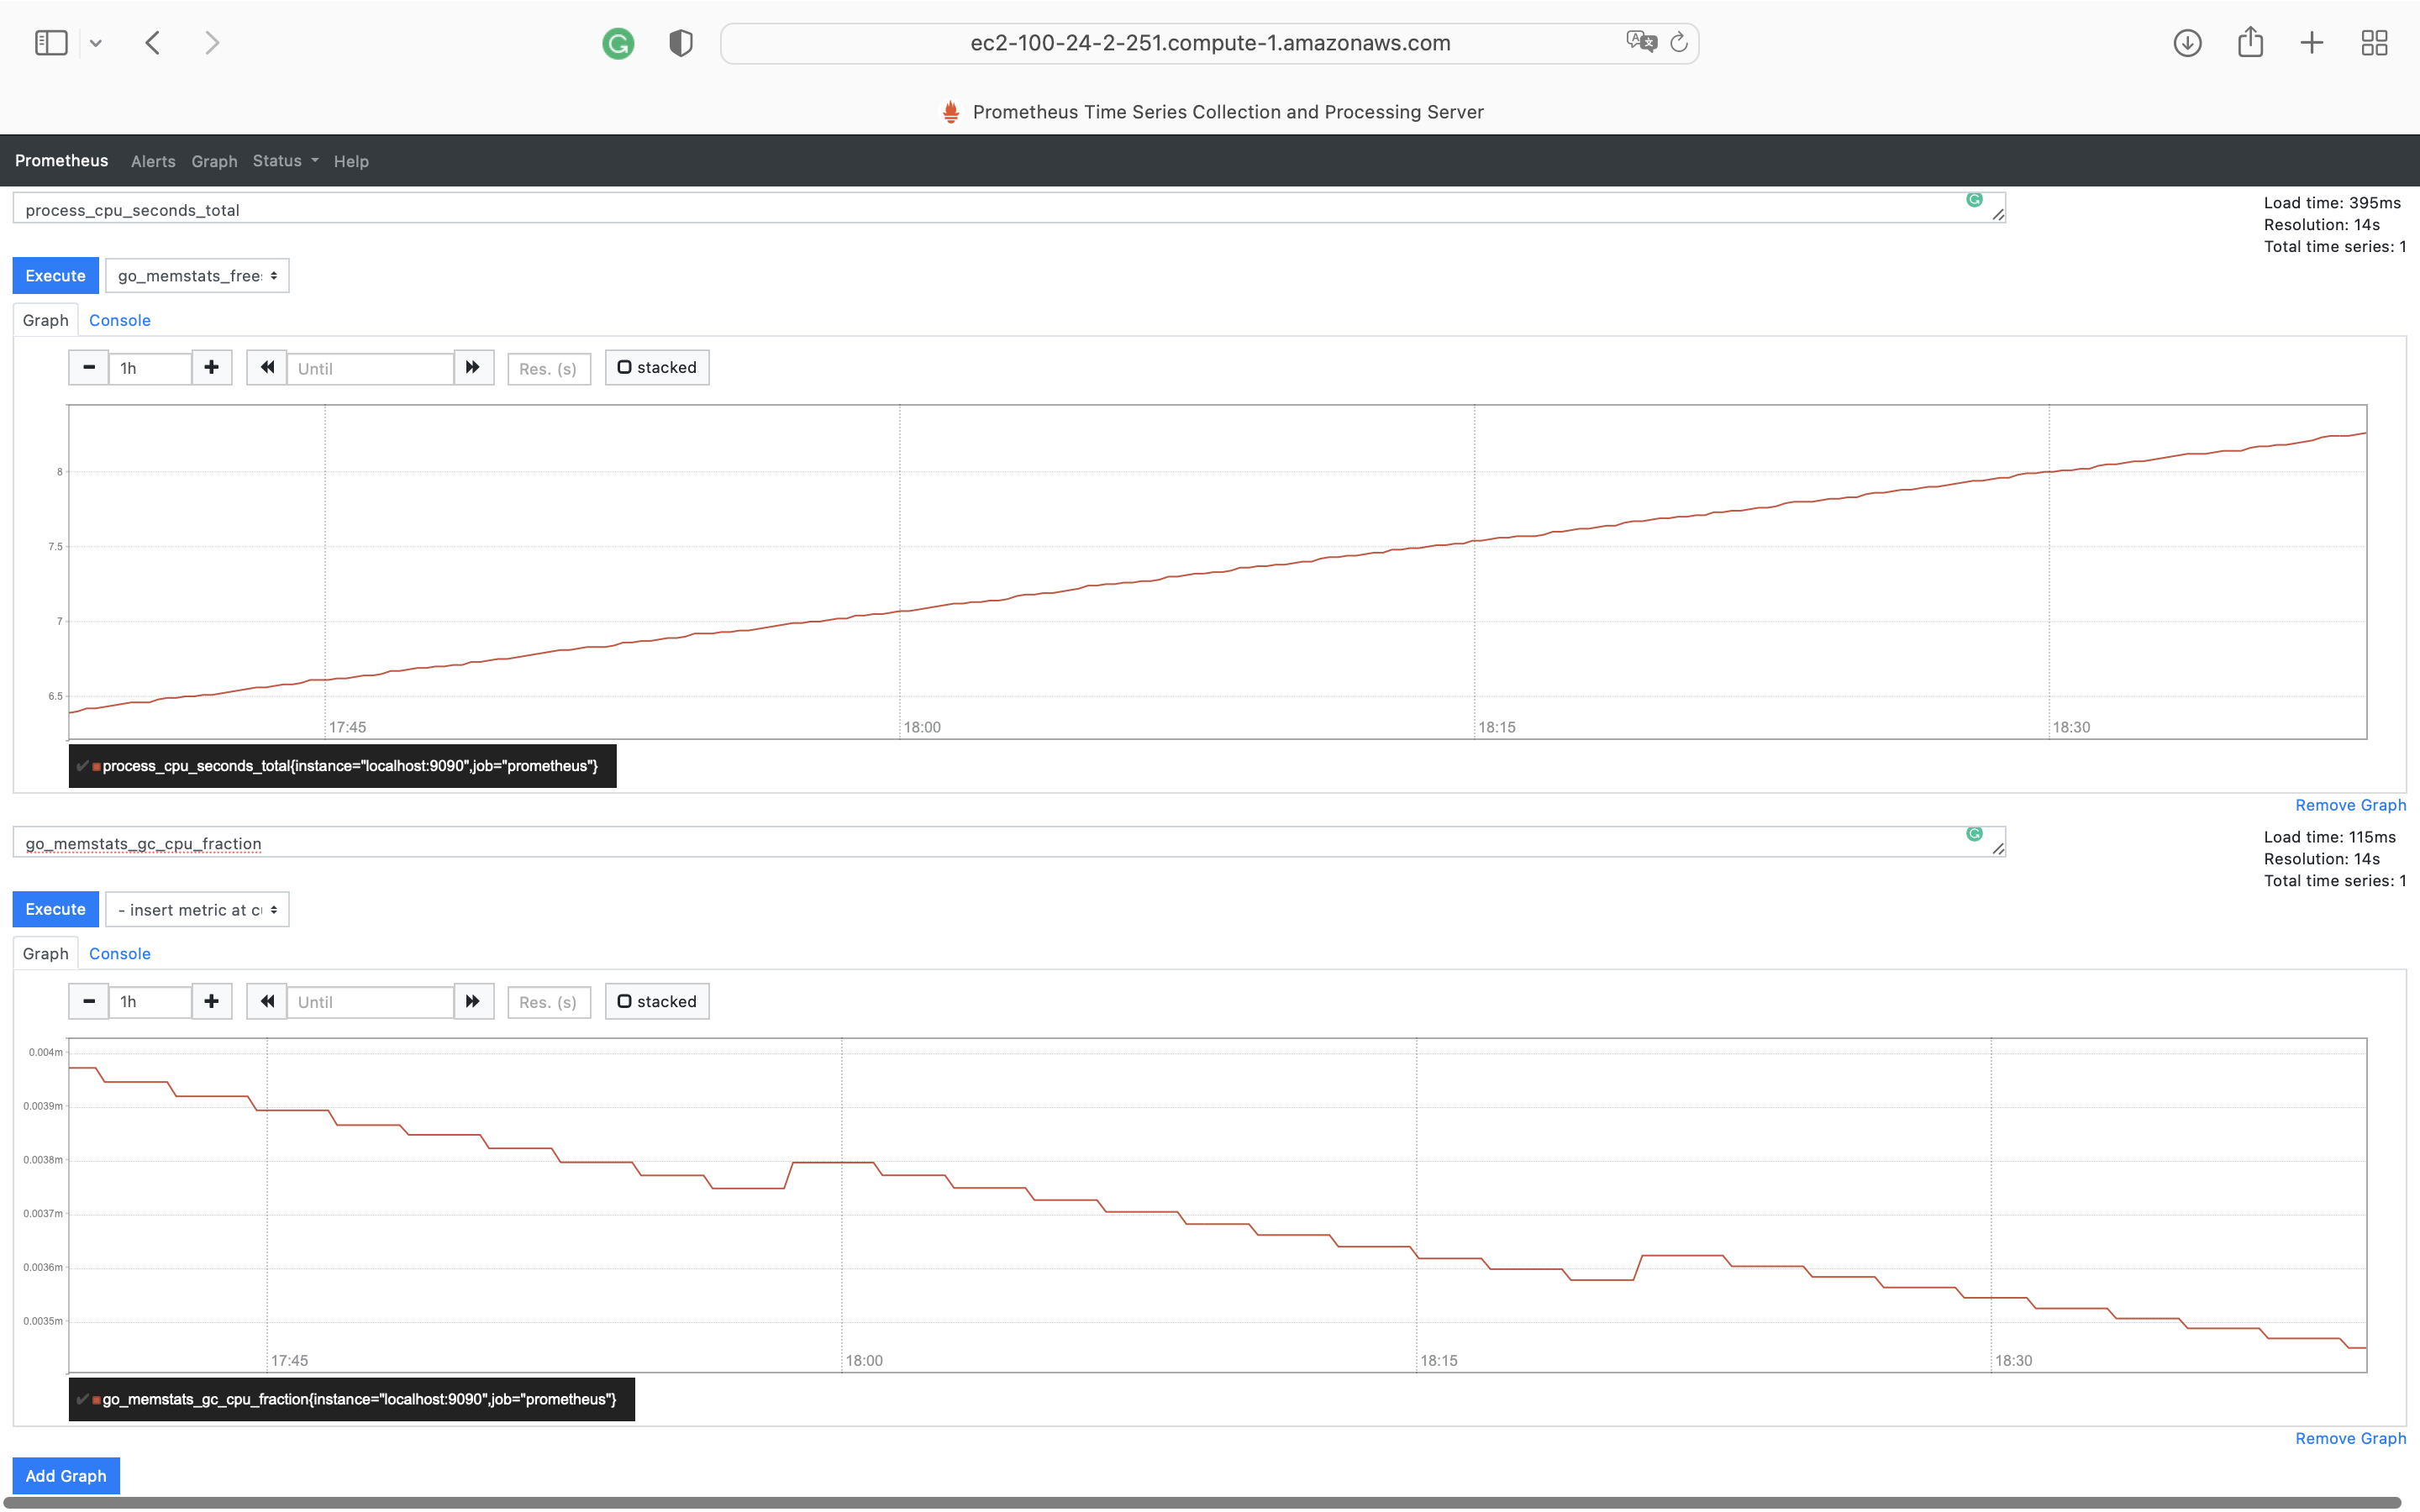 ec2-100-24-2-251.compute-1.amazonaws.com
Prometheus Time Series Collection and Processing Server
Prometheus Alerts Graph Status Help
process_cpu_seconds_total
Load time: 395ms
Resolution: 14s
Total time series: 1
Execute go_memstats_free
Graph Console
1h Until Res. (s) stacked
8
7.5
7
6.5
17:45 18:00 18:15 18:30
process_cpu_seconds_total{instance="localhost:9090",job="prometheus"}
Remove Graph
go_memstats_gc_cpu_fraction
Load time: 115ms
Resolution: 14s
Total time series: 1
Execute - insert metric at c
Graph Console
1h Until Res. (s) stacked
0.004m
0.0039m
0.0038m
0.0037m
0.0036m
0.0035m
17:45 18:00 18:15 18:30
go_memstats_gc_cpu_fraction{instance="localhost:9090",job="prometheus"}
Remove Graph
Add Graph